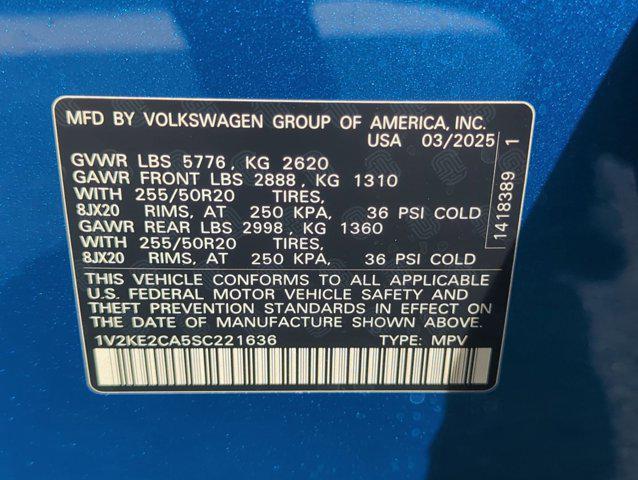 MFD BY VOLKSWAGEN GROUP OF AMERICA, INC.
USA 03/2025
GVWR LBS 5776, KG 2620
GAWR FRONT LBS 2888, KG 1310
WITH 255/50R20 TIRES,
8JX20 RIMS, AT 250 KPA, 36 PSI COLD
GAWR REAR LBS 2998, KG 1360
WITH 255/50R20 TIRES,
8JX20 RIMS, AT 250 KPA, 36 PSI COLD
THIS VEHICLE CONFORMS TO ALL APPLICABLE
U.S. FEDERAL MOTOR VEHICLE SAFETY AND
THEFT PREVENTION STANDARDS IN EFFECT ON
THE DATE OF MANUFACTURE SHOWN ABOVE.
1V2KE2CA5SC221636 TYPE: MPV
1418389 1